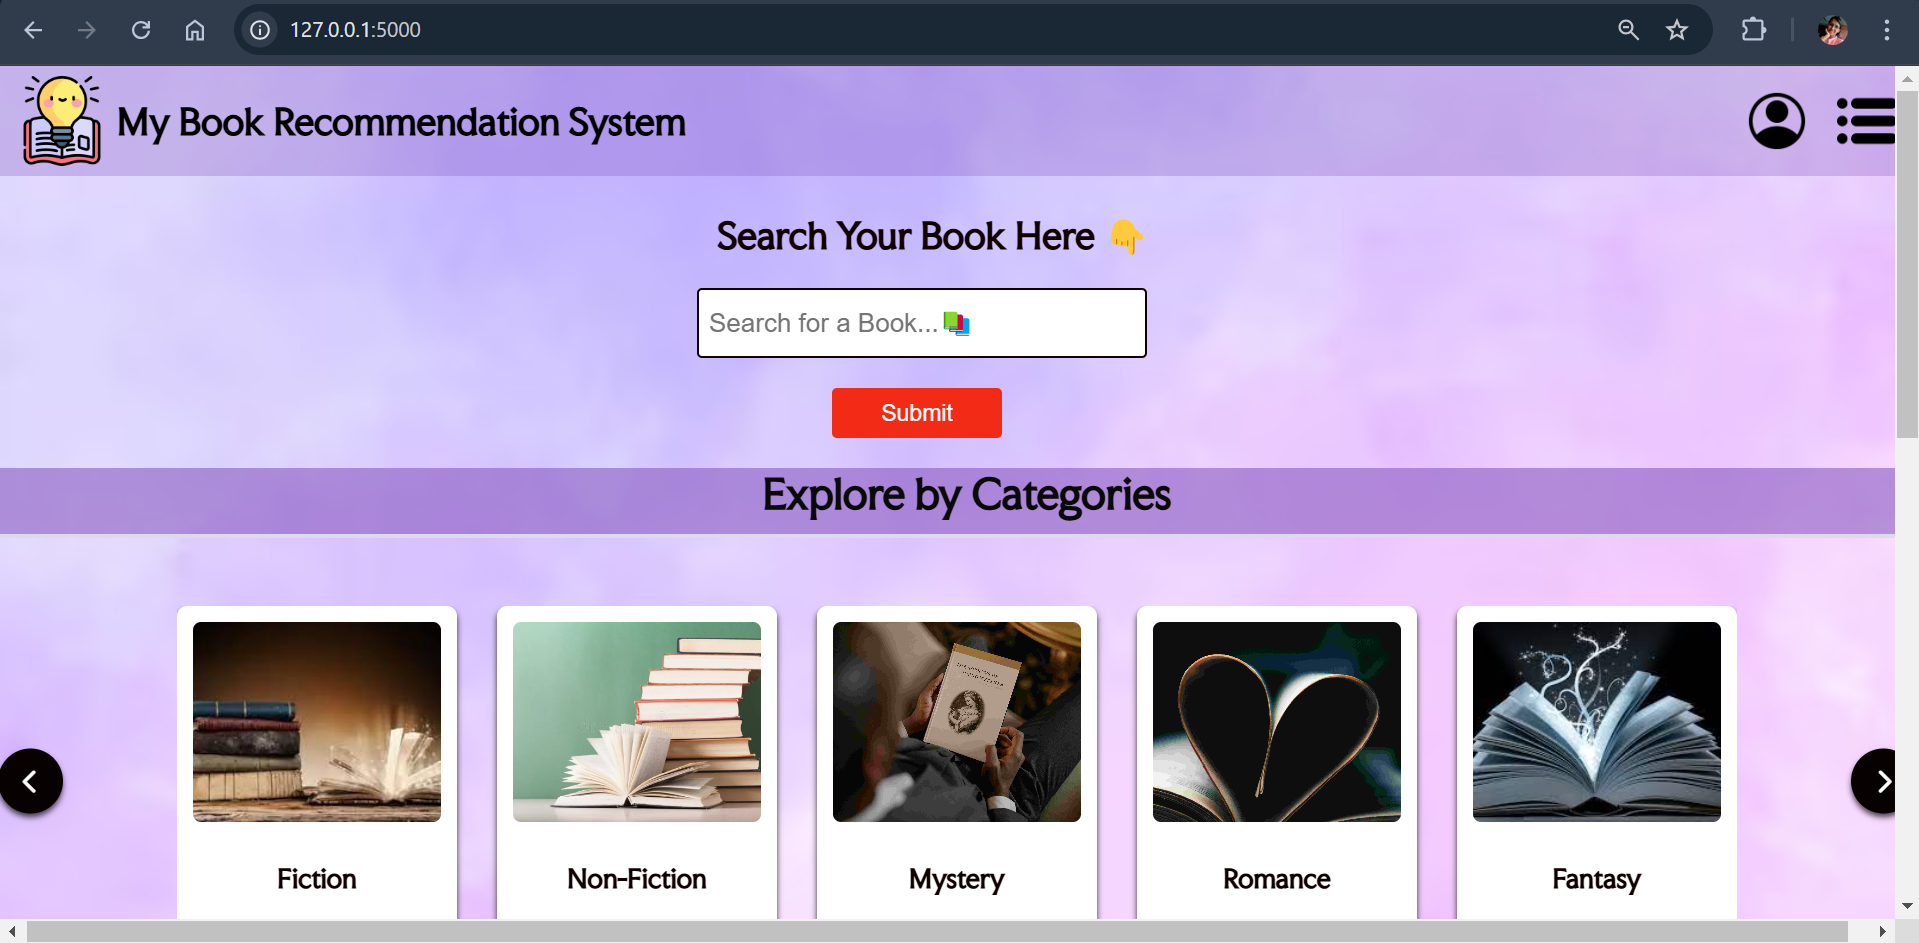 127.0.0.1:5000
My Book Recommendation System
Search Your Book Here 👇
Search for a Book...📚
Submit
Explore by Categories
Fiction
Non-Fiction
Mystery
Romance
Fantasy